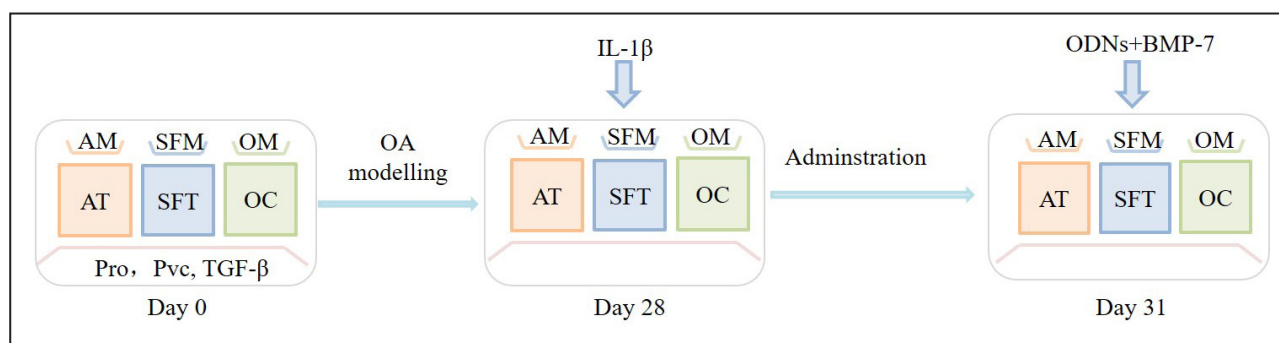 IL-1β
ODNs+BMP-7
AM SFM OM
AT SFT OC
Pro，Pvc, TGF-β
Day 0
OA
modelling
AM SFM OM
AT SFT OC
Day 28
Adminstration
AM SFM OM
AT SFT OC
Day 31